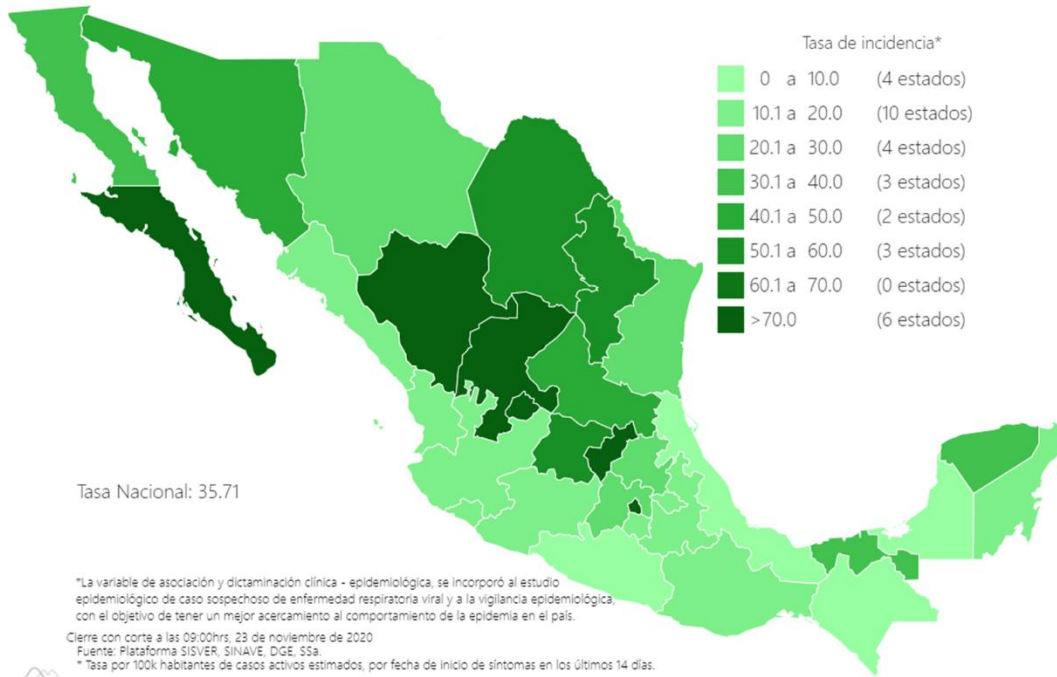 Tasa de incidencia*
0 a 10.0 (4 estados)
10.1 a 20.0 (10 estados)
20.1 a 30.0 (4 estados)
30.1 a 40.0 (3 estados)
40.1 a 50.0 (2 estados)
50.1 a 60.0 (3 estados)
60.1 a 70.0 (0 estados)
>70.0 (6 estados)
Tasa Nacional: 35.71
*La variable de asociación y dictaminación clínica - epidemiológica, se incorporó al estudio
epidemiológico de caso sospechoso de enfermedad respiratoria viral y a la vigilancia epidemiológica,
con el objetivo de tener un mejor acercamiento al comportamiento de la epidemia en el país.
Cierre con corte a las 09:00hrs, 23 de noviembre de 2020
Fuente: Plataforma SISVER, SINAVE, DGE, SSa.
* Tasa por 100k habitantes de casos activos estimados, por fecha de inicio de síntomas en los últimos 14 días.